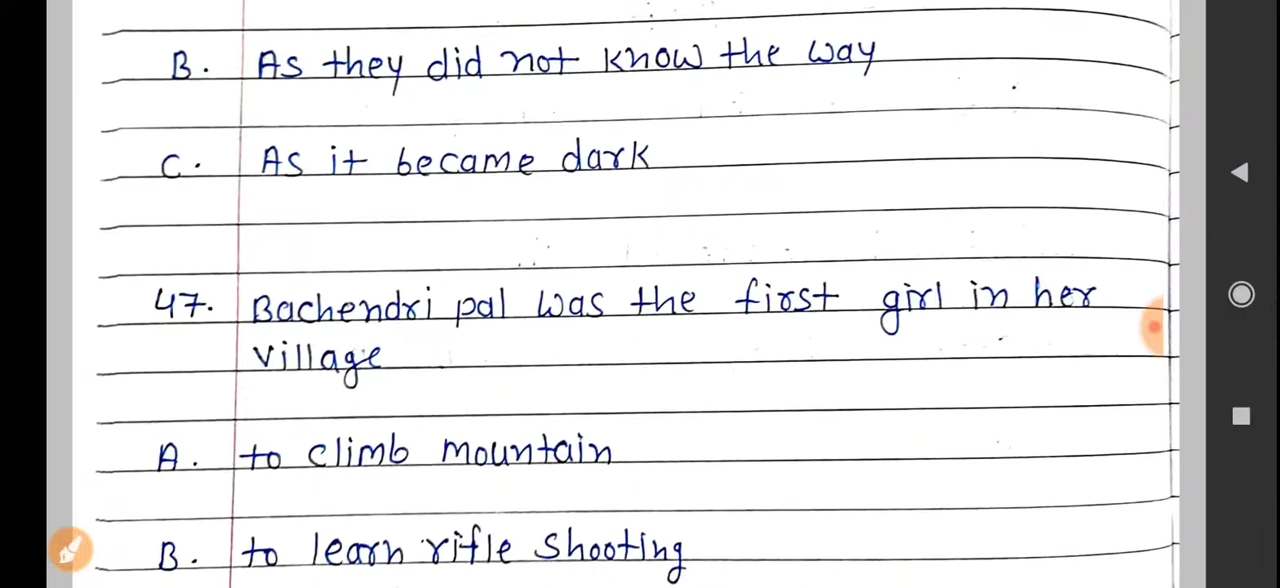 B. As they did not know the way
C. As it became dark
47. Bachendri pal was the first girl in her
village
A. to climb mountain
B. to learn rifle shooting